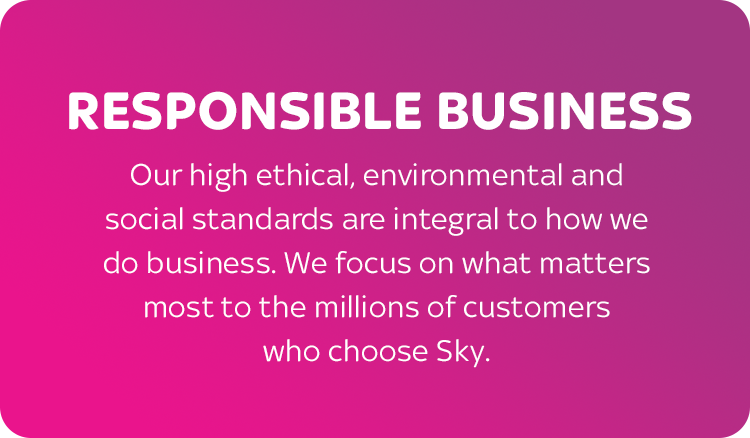 RESPONSIBLE BUSINESS
Our high ethical, environmental and
social standards are integral to how we
do business. We focus on what matters
most to the millions of customers
who choose Sky.